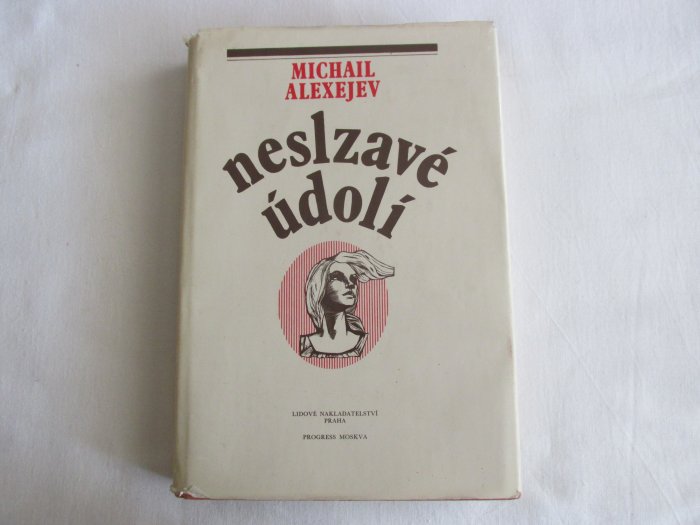 MICHAIL
ALEXEJEV
neslzavé
údolí
LIDOVÉ NAKLADATELSTVÍ
PRAHA
PROGRESS MOSKVA